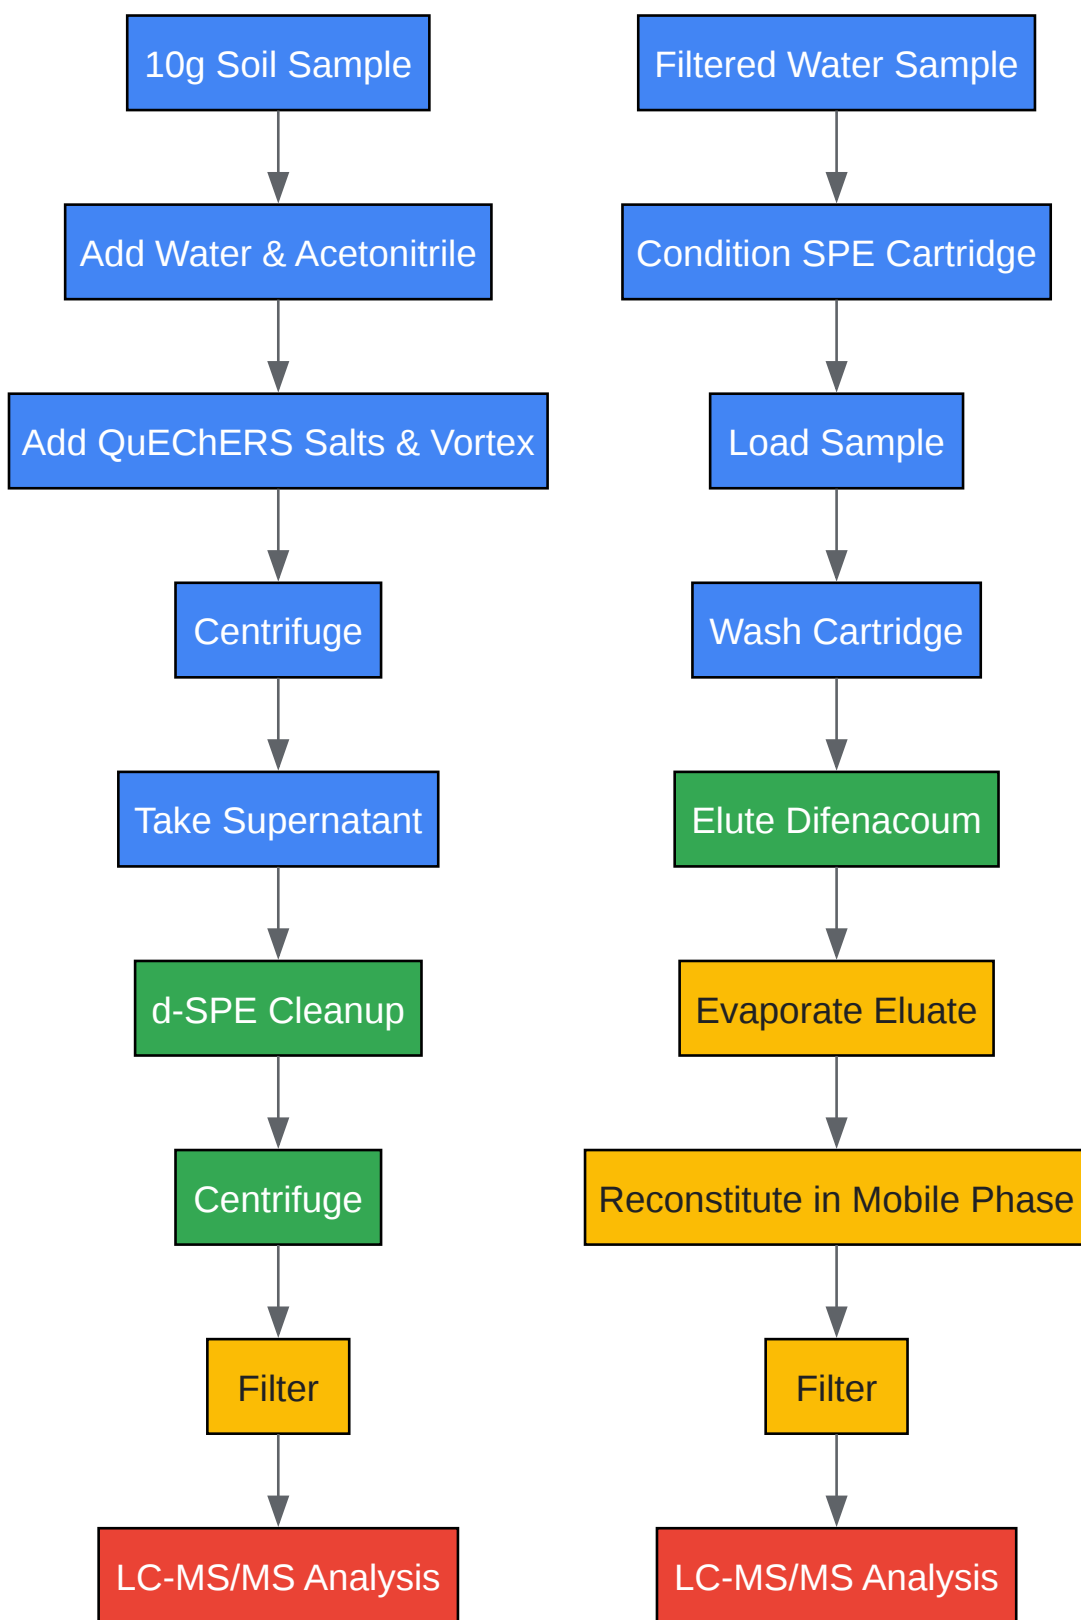 10g Soil Sample
Add Water & Acetonitrile
Add QuEChERS Salts & Vortex
Centrifuge
Take Supernatant
d-SPE Cleanup
Centrifuge
Filter
LC-MS/MS Analysis
Filtered Water Sample
Condition SPE Cartridge
Load Sample
Wash Cartridge
Elute Difenacoum
Evaporate Eluate
Reconstitute in Mobile Phase
Filter
LC-MS/MS Analysis